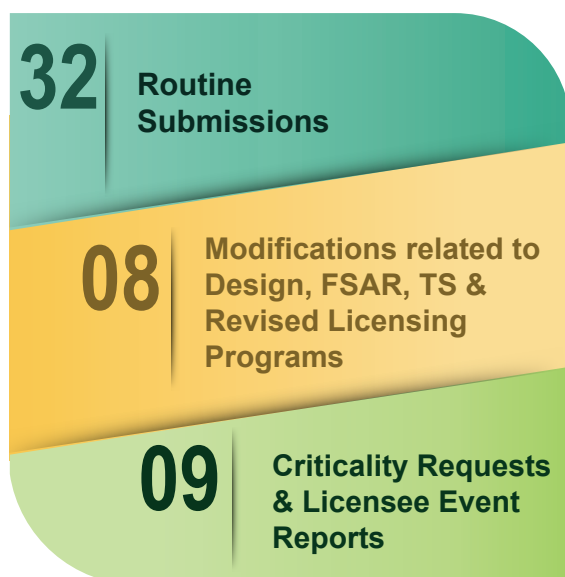 32
Routine
Submissions
08
Modifications related to
Design, FSAR, TS &
Revised Licensing
Programs
09
Criticality Requests
& Licensee Event
Reports